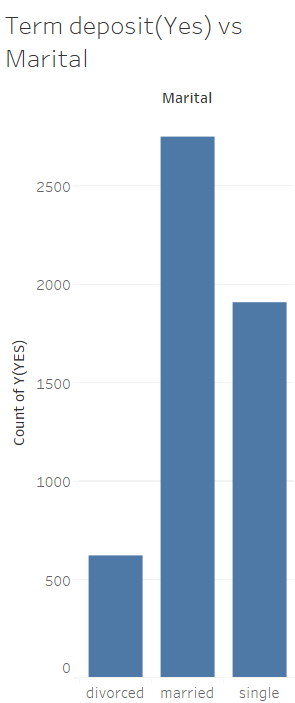 Term deposit(Yes) vs
Marital
Marital
Count of Y(YES)
2500
2000
1500
1000
500
0
divorced married single